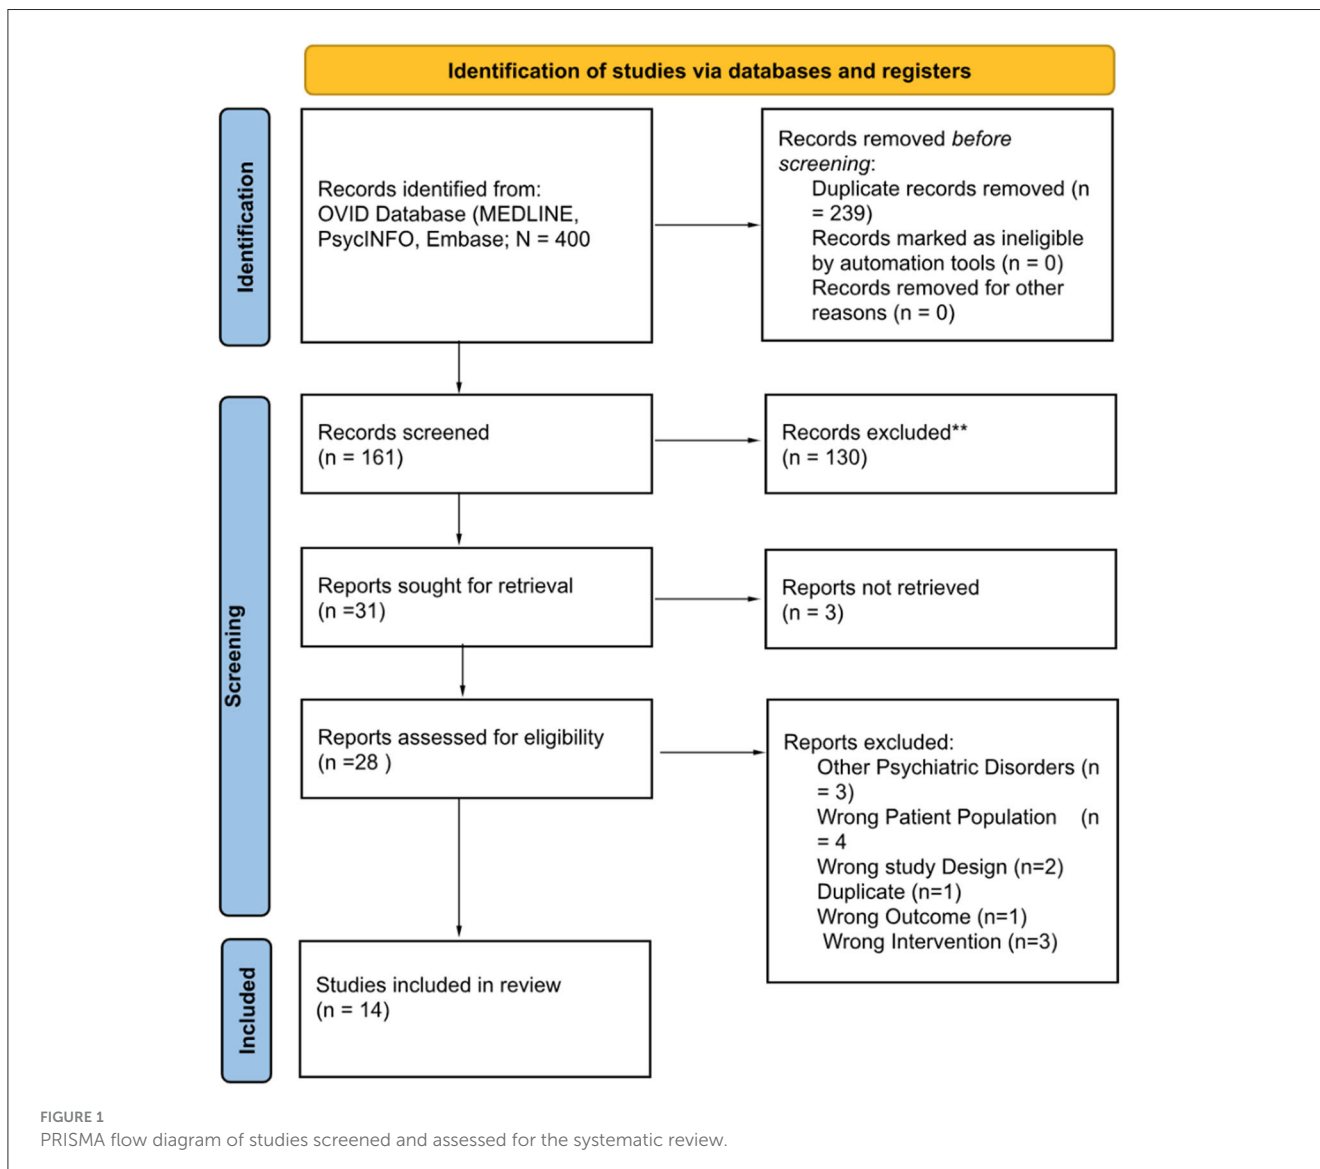 Identification of studies via databases and registers
Identification
Records identified from:
OVID Database (MEDLINE,
PsycINFO, Embase; N = 400
Records removed before
screening:
Duplicate records removed (n
= 239)
Records marked as ineligible
by automation tools (n = 0)
Records removed for other
reasons (n = 0)
Screening
Records screened
(n = 161)
Records excluded**
(n = 130)
Reports sought for retrieval
(n =31)
Reports not retrieved
(n = 3)
Reports assessed for eligibility
(n =28 )
Reports excluded:
Other Psychiatric Disorders (n
= 3)
Wrong Patient Population (n
= 4
Wrong study Design (n=2)
Duplicate (n=1)
Wrong Outcome (n=1)
Wrong Intervention (n=3)
Included
Studies included in review
(n = 14)
FIGURE 1
PRISMA flow diagram of studies screened and assessed for the systematic review.